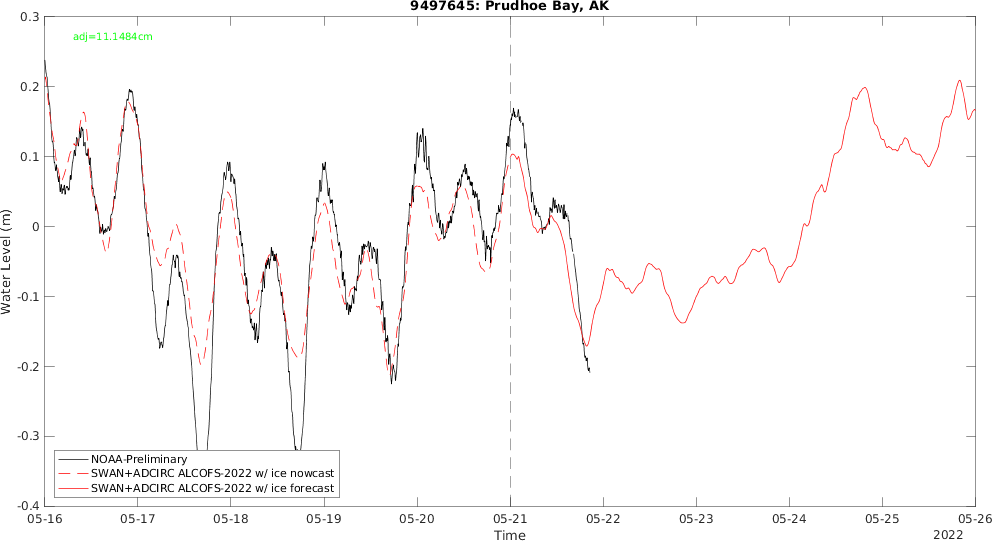 9497645: Prudhoe Bay, AK
adj=11.1484cm
0.3
0.2
0.1
0
-0.1
-0.2
-0.3
-0.4
Water Level (m)
NOAA-Preliminary
SWAN+ADCIRC ALCOFS-2022 w/ ice nowcast
SWAN+ADCIRC ALCOFS-2022 w/ ice forecast
05-16 05-17 05-18 05-19 05-20 05-21 05-22 05-23 05-24 05-25 05-26
Time
2022